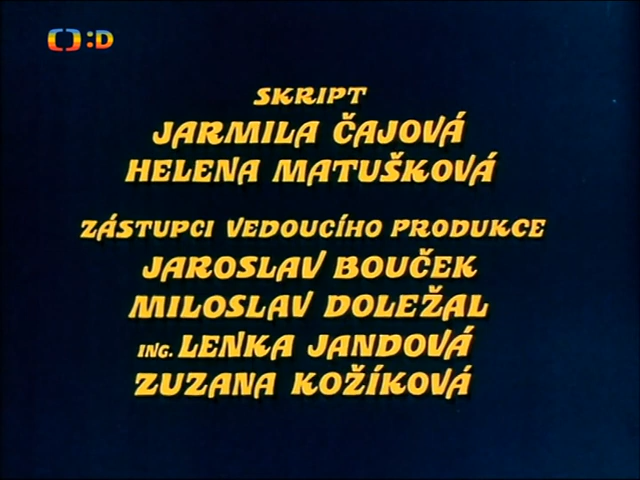 :D
SKRIPT
JARMILA ČAJOVÁ
HELENA MATUŠKOVÁ
ZÁSTUPCI VEDOUCÍHO PRODUKCE
JAROSLAV BOUČEK
MILOSLAV DOLEŽAL
ING. LENKA JANDOVÁ
ZUZANA KOŽÍKOVÁ